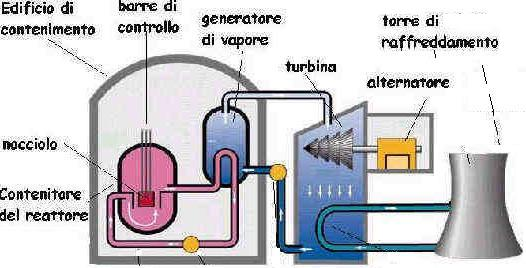 Edificio di
contenimento
barre di
controllo
generatore
di vapore
turbina
torre di
raffreddamento
alternatore
nocciolo
Contenitore
del reattore